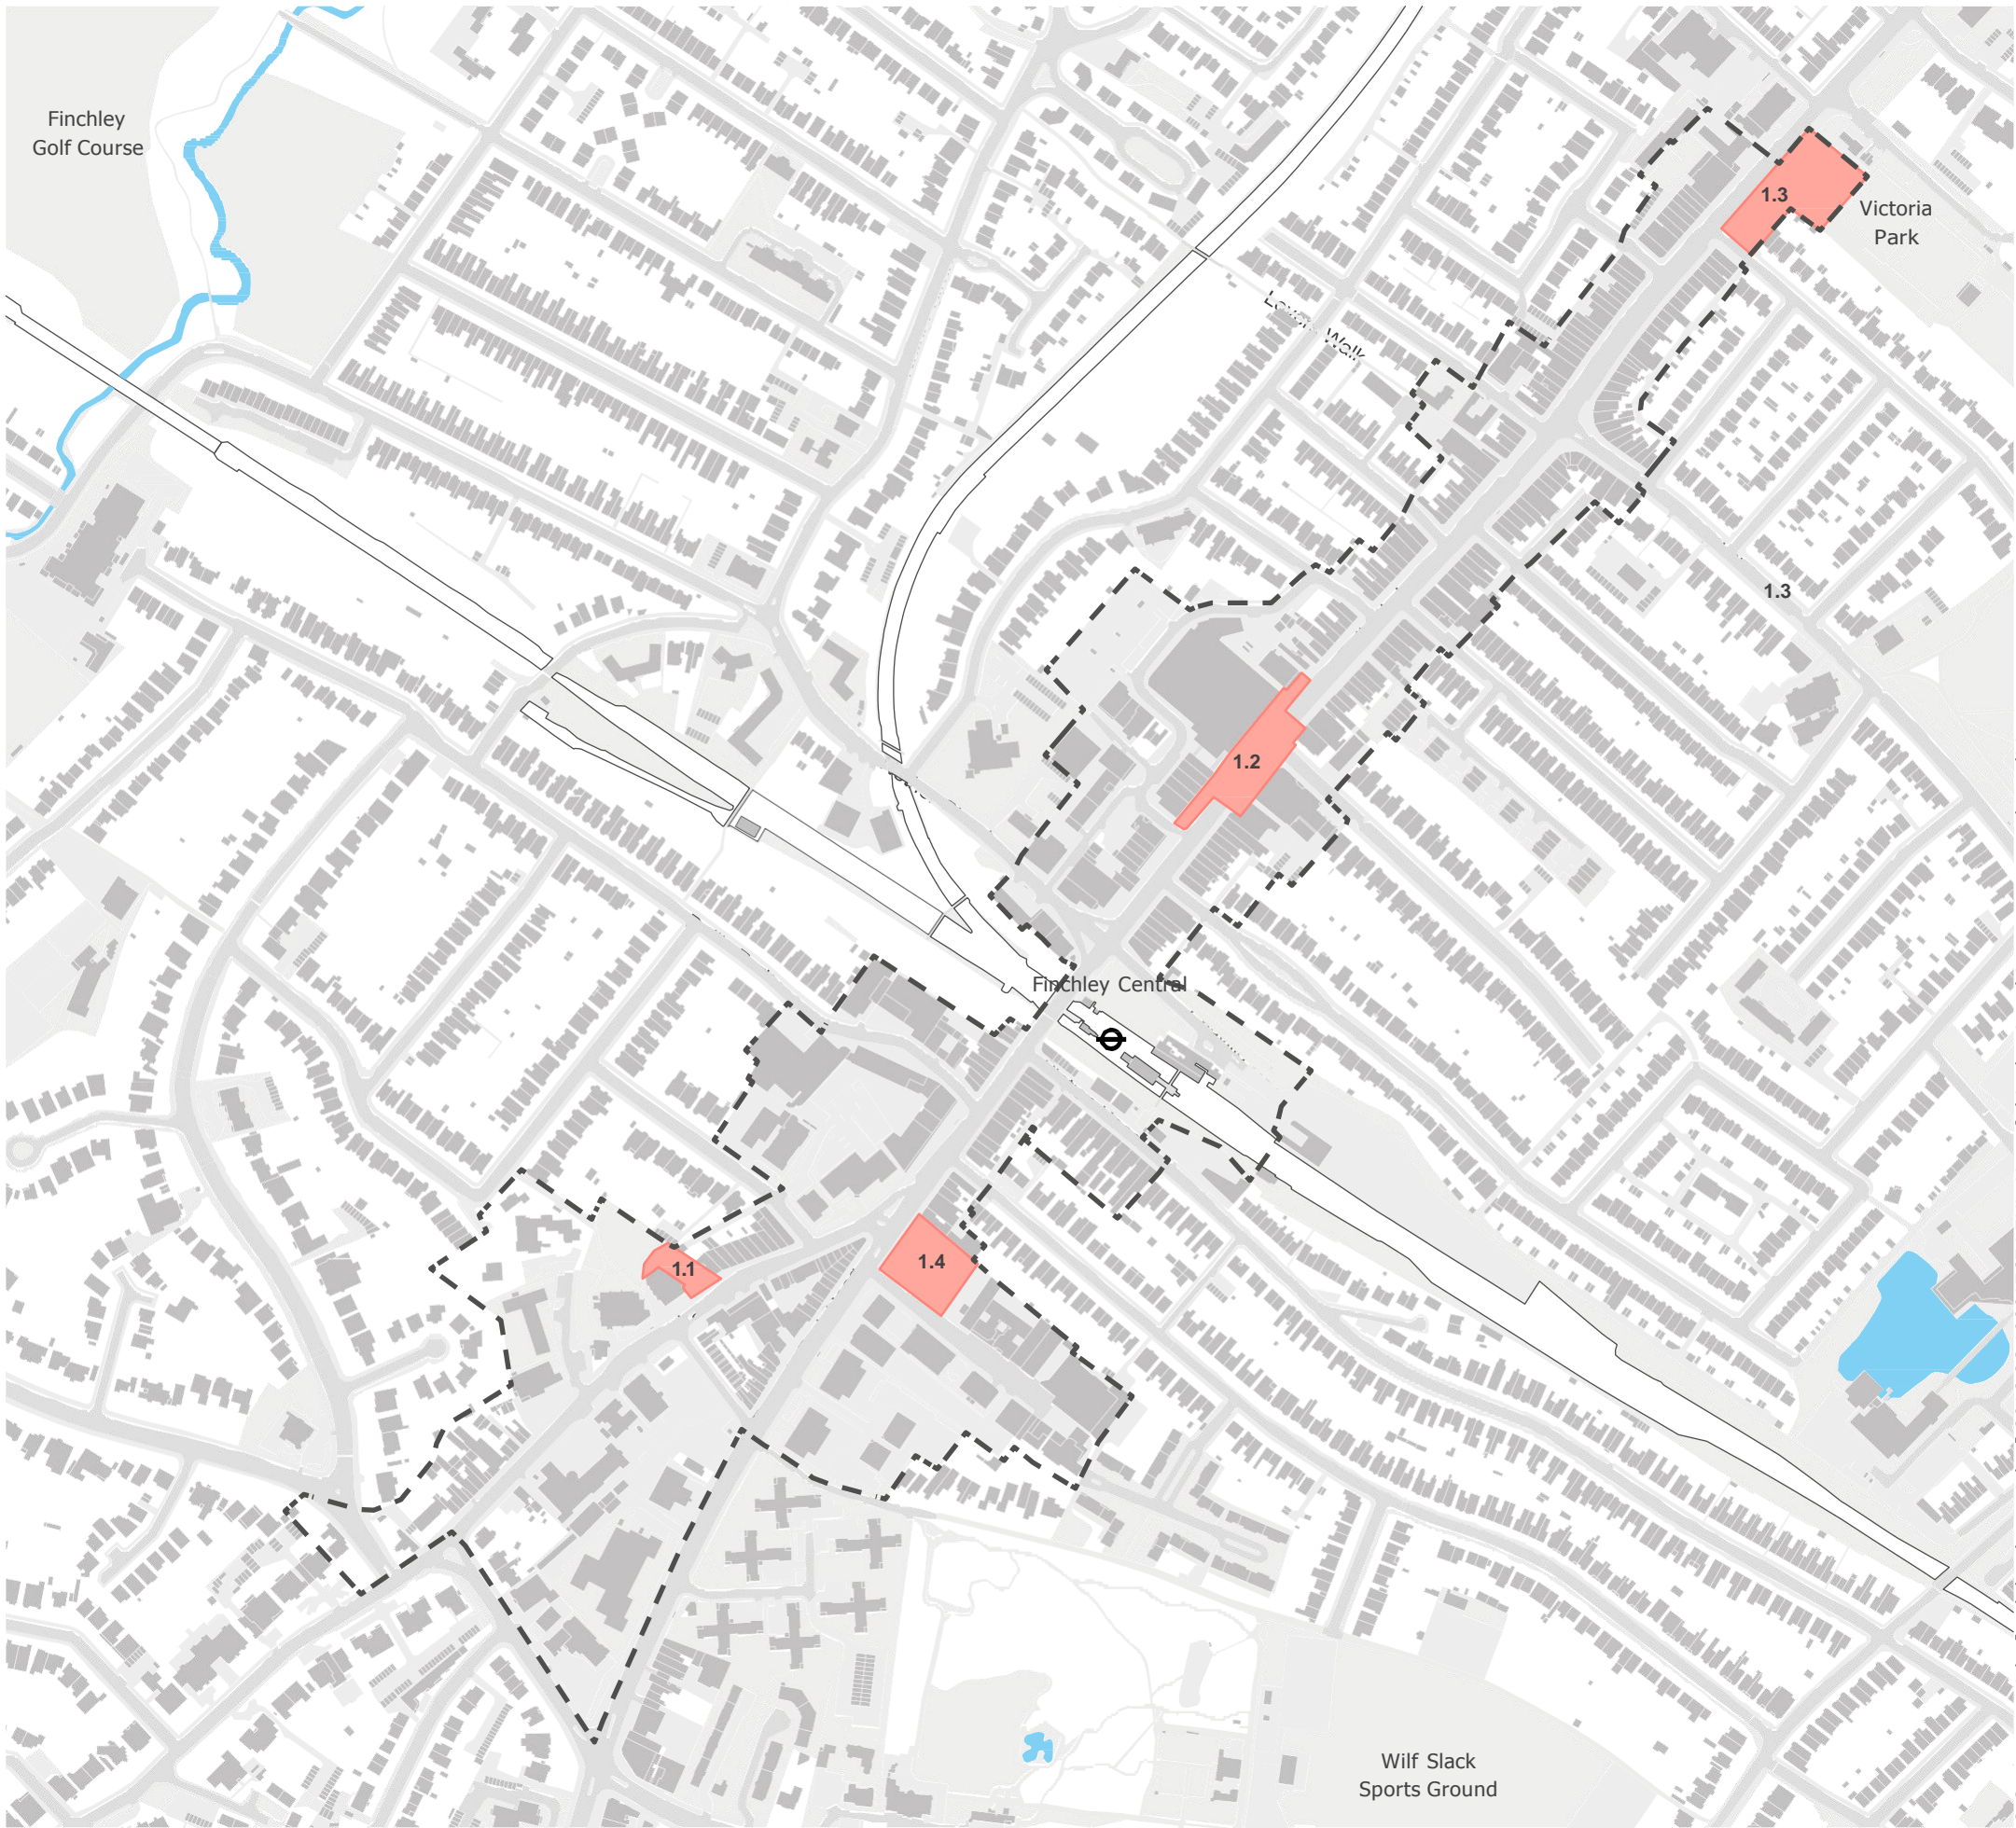 Finchley
Golf Course
1.3
Victoria
Park
Walk
1.3
1.2
Finchley Central
1.4
1.1
Wilf Slack
Sports Ground